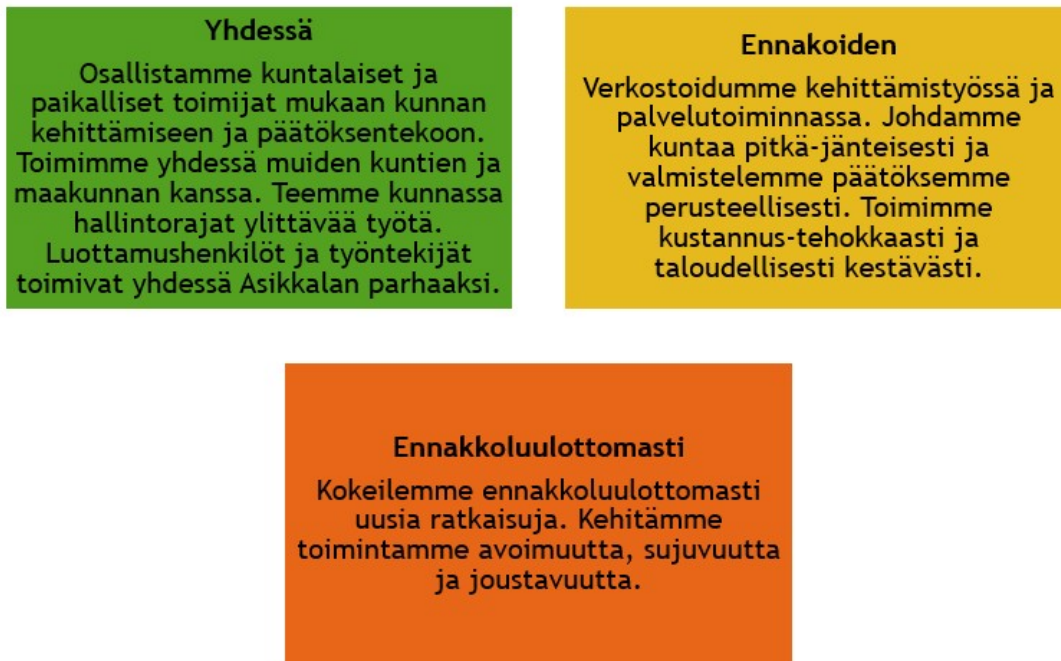 Yhdessä
Osallistamme kuntalaiset ja
paikalliset toimijat mukaan kunnan
kehittämiseen ja päätöksentekoon.
Toimimme yhdessä muiden kuntien ja
maakunnan kanssa. Teemme kunnassa
hallintorajat ylittävää työtä.
Luottamushenkilöt ja työntekijät
toimivat yhdessä Asikkalan parhaaksi.
Ennakoiden
Verkostoidumme kehittämistyössä ja
palvelutoiminnassa. Johdamme
kuntaa pitkä-jänteisesti ja
valmistelemme päätöksemme
perusteellisesti. Toimimme
kustannus-tehokkaasti ja
taloudellisesti kestävästi.
Ennakkoluulottomasti
Kokeilemme ennakkoluulottomasti
uusia ratkaisuja. Kehitämme
toimintamme avoimuutta, sujuvuutta
ja joustavuutta.